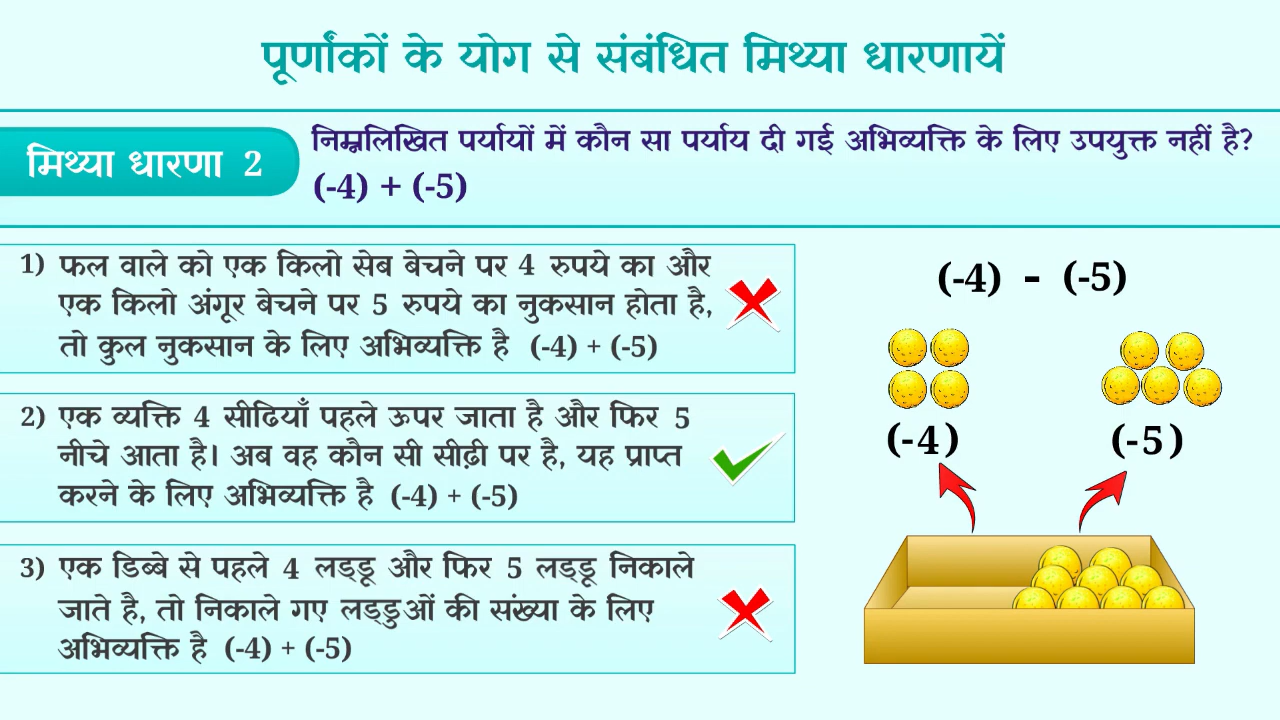 पूर्णांकों के योग से संबंधित मिथ्या धारणायें
मिथ्या धारणा 2
निम्नलिखित पर्यायों में कौन सा पर्याय दी गई अभिव्यक्ति के लिए उपयुक्त नहीं है?
(-4) + (-5)
1) फल वाले को एक किलो सेब बेचने पर 4 रुपये का और
एक किलो अंगूर बेचने पर 5 रुपये का नुकसान होता है,
तो कुल नुकसान के लिए अभिव्यक्ति है (-4) + (-5)
2) एक व्यक्ति 4 सीढियाँ पहले ऊपर जाता है और फिर 5
नीचे आता है। अब वह कौन सी सीढ़ी पर है, यह प्राप्त
करने के लिए अभिव्यक्ति है (-4) + (-5)
3) एक डिब्बे से पहले 4 लड्डू और फिर 5 लड्डू निकाले
जाते है, तो निकाले गए लड्डुओं की संख्या के लिए
अभिव्यक्ति है (-4) + (-5)
(-4) - (-5)
(-4) (-5)